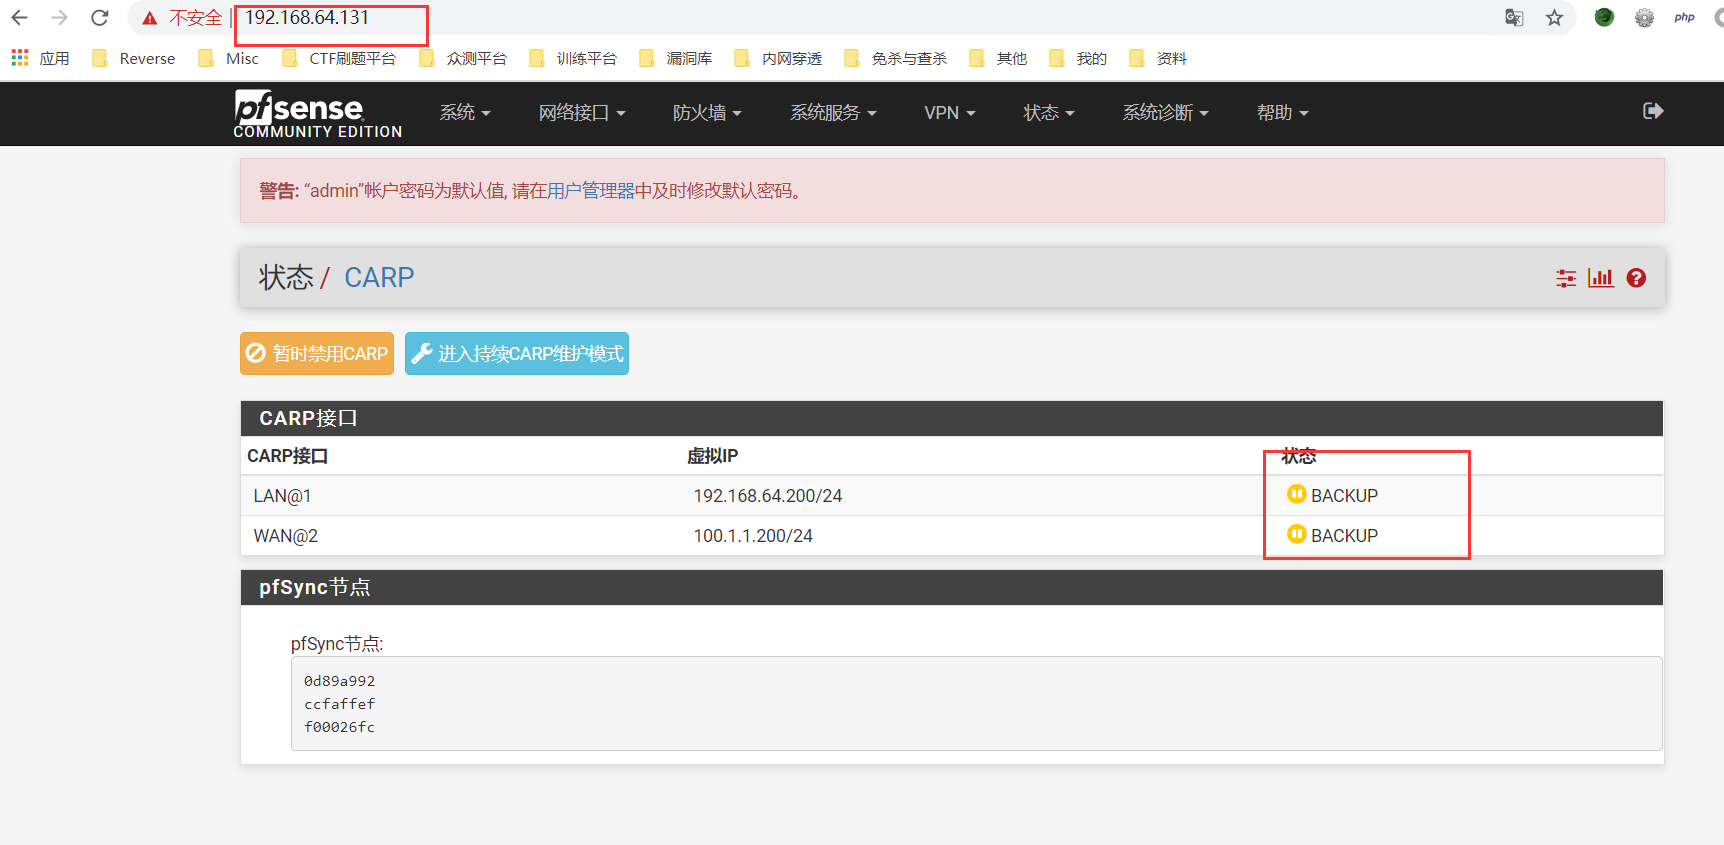 不安全 | 192.168.64.131
php
应用 Reverse Misc CTF刷题平台 众测平台 训练平台 漏洞库 内网穿透 免杀与查杀 其他 我的 资料
pfsense
COMMUNITY EDITION
系统 网络接口 防火墙 系统服务 VPN 状态 系统诊断 帮助
警告: “admin”帐户密码为默认值, 请在用户管理器中及时修改默认密码。
状态 / CARP
暂时禁用CARP 进入持续CARP维护模式
CARP接口
CARP接口 虚拟IP 状态
LAN@1 192.168.64.200/24 BACKUP
WAN@2 100.1.1.200/24 BACKUP
pfSync节点
pfSync节点:
0d89a992
ccfaffef
f00026fc